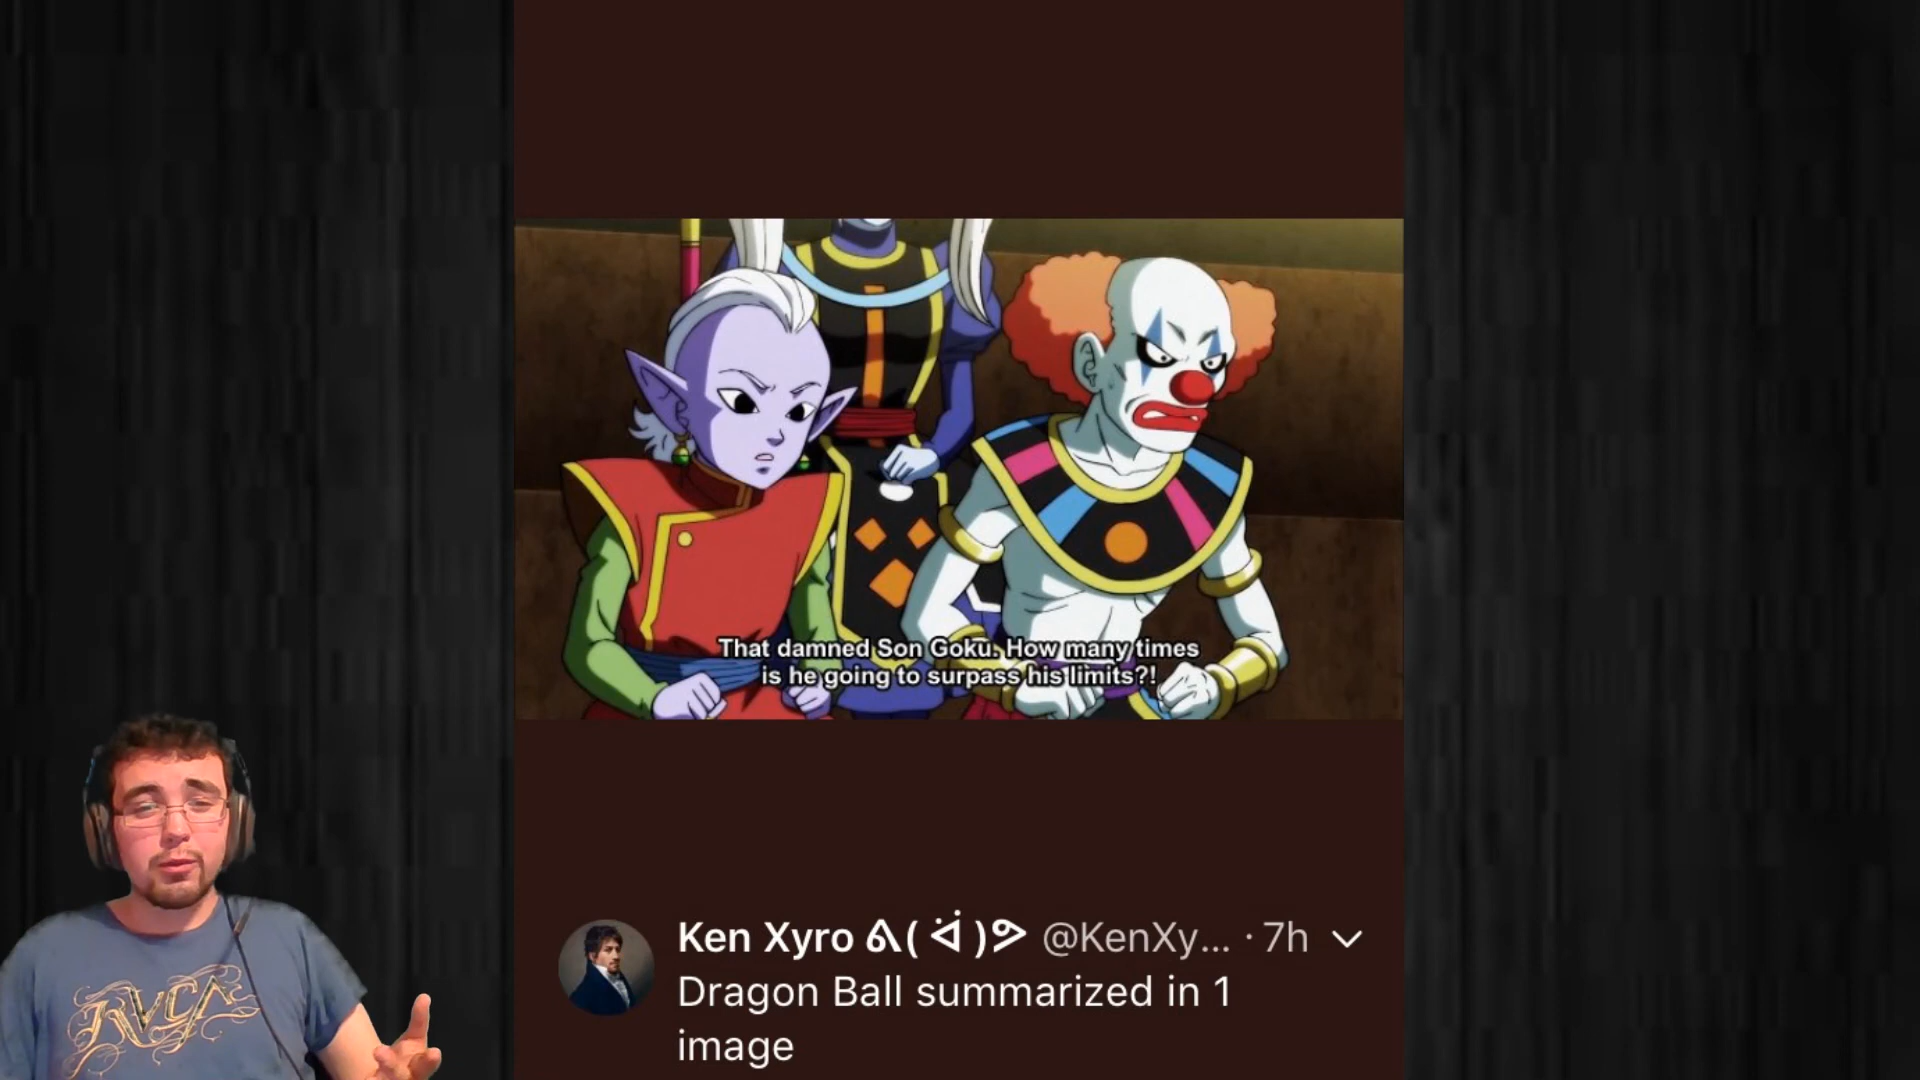 That damned Son Goku. How many times
is he going to surpass his limits?!
Ken Xyro ᕕ( ᐛ )ᕗ @KenXy... · 7h
Dragon Ball summarized in 1
image
RVCA